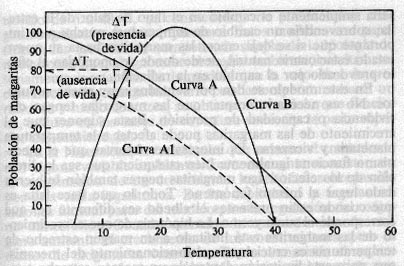 ΔT
(presencia
de vida)
ΔT
(ausencia
de vida)
Curva A
Curva B
Curva A1
Población de margaritas
100
90
80
70
60
50
40
30
20
10
0
10
20
30
40
50
60
Temperatura